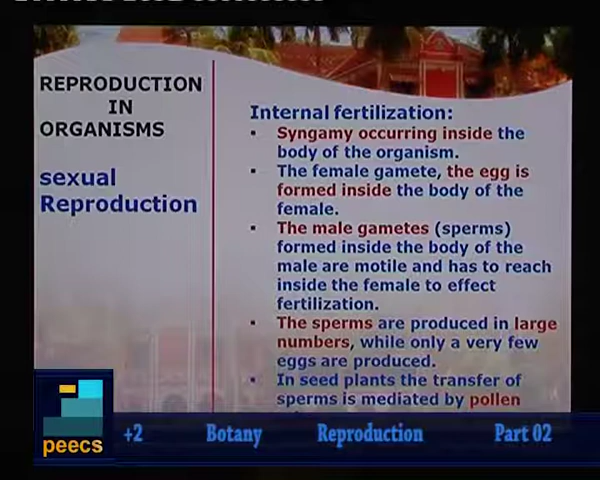 REPRODUCTION
IN
ORGANISMS
sexual
Reproduction
Internal fertilization:
▪ Syngamy occurring inside the
body of the organism.
▪ The female gamete, the egg is
formed inside the body of the
female.
▪ The male gametes (sperms)
formed inside the body of the
male are motile and has to reach
inside the female to effect
fertilization.
▪ The sperms are produced in large
numbers, while only a very few
eggs are produced.
▪ In seed plants the transfer of
sperms is mediated by pollen
peecs
+2 Botany Reproduction Part 02